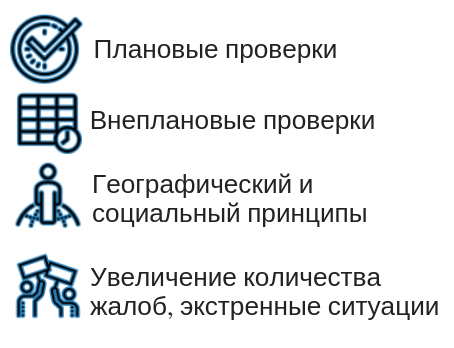 Плановые проверки
Внеплановые проверки
Географический и
социальный принципы
Увеличение количества
жалоб, экстренные ситуации